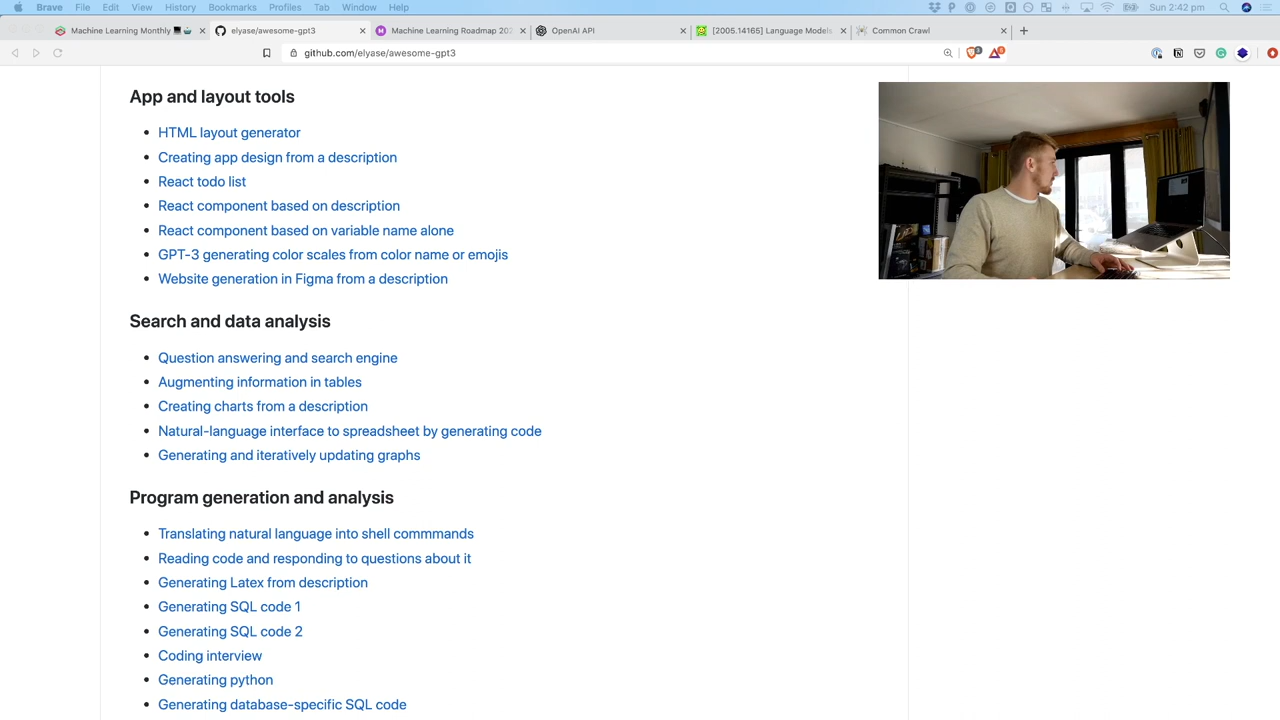 Brave File Edit View History Bookmarks Profiles Tab Window Help Sun 2:42 pm
Machine Learning Monthly elyase/awesome-gpt3 Machine Learning Roadmap 202 OpenAI API [2005.14165] Language Models Common Crawl
github.com/elyase/awesome-gpt3
App and layout tools
HTML layout generator
Creating app design from a description
React todo list
React component based on description
React component based on variable name alone
GPT-3 generating color scales from color name or emojis
Website generation in Figma from a description
Search and data analysis
Question answering and search engine
Augmenting information in tables
Creating charts from a description
Natural-language interface to spreadsheet by generating code
Generating and iteratively updating graphs
Program generation and analysis
Translating natural language into shell commmands
Reading code and responding to questions about it
Generating Latex from description
Generating SQL code 1
Generating SQL code 2
Coding interview
Generating python
Generating database-specific SQL code